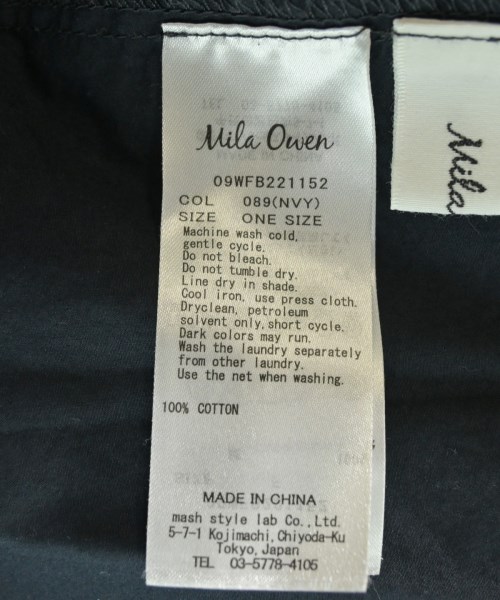 Mila Owen
09WFB221152
COL 089(NVY)
SIZE ONE SIZE
Machine wash cold,
gentle cycle.
Do not bleach.
Do not tumble dry.
Line dry in shade.
Cool iron, use press cloth.
Dryclean, petroleum
solvent only, short cycle.
Dark colors may run.
Wash the laundry separately
from other laundry.
Use the net when washing.
100% COTTON
MADE IN CHINA
mash style lab Co., Ltd.
5-7-1 Kojimachi, Chiyoda-Ku
Tokyo, Japan
TEL 03-5778-4105
Mila